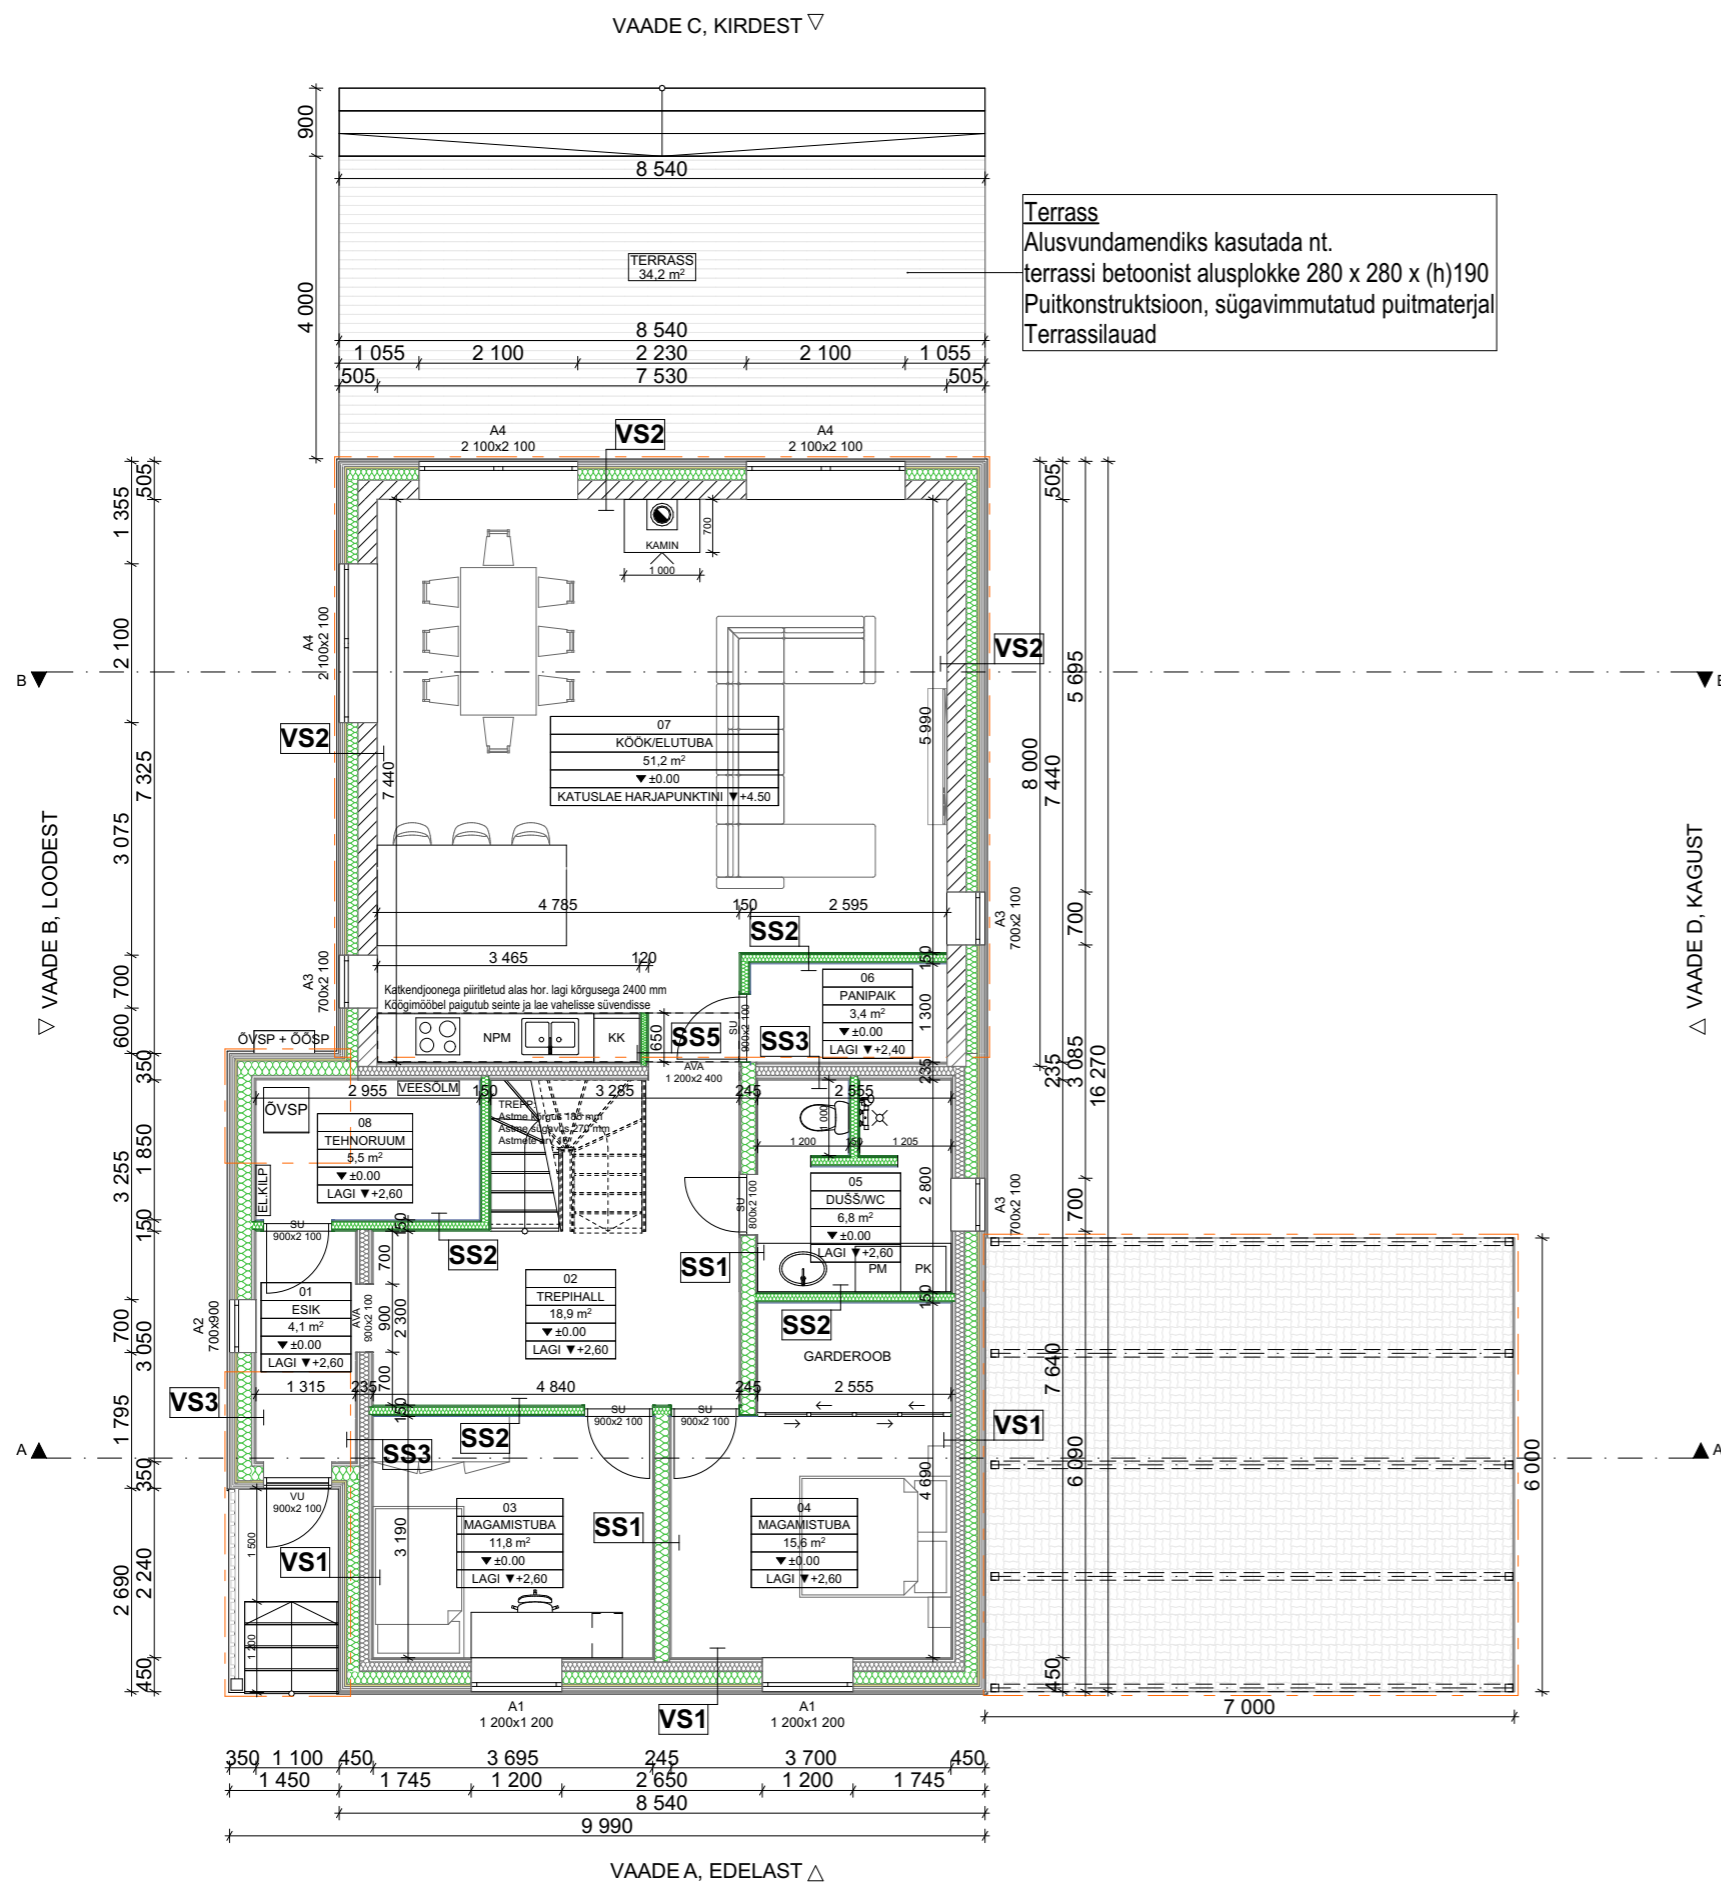 VAADE C, KIRDEST ▽
900
8 540
TERRASS
34,2 m²
4 000
Terrass
Alusvundamendiks kasutada nt.
terrassi betoonist alusplokke 280 x 280 x (h)190
Puitkonstruktsioon, sügavimmutatud puitmaterjal
Terrassilauad
8 540
1 055 2 100 2 230 2 100 1 055
505 7 530 505
A4
2 100x2 100
VS2
A4
2 100x2 100
505
1 355
505
KAMIN
700
1 000
2 100
A4
2 100x2 100
VS2
5 695
B ▼
▼
VS2
07
KÖÖK/ELUTUBA
51,2 m²
▼ ±0.00
KATUSLAE HARJAPUNKTINI ▼+4.50
5 990
7 440
8 000
7 440
7 325
3 075
▽ VAADE B, LOODEST
△ VAADE D, KAGUST
4 785 150 2 595
SS2
A3
700x2 100
700
3 465 120
150
A3
700x2 100
700
Katkendjoonega piiritletud alas hor. lagi kõrgusega 2400 mm
Köögimööbel paigutub seinte ja lae vahelisse süvendisse
06
PANIPAIK
3,4 m²
▼ ±0.00
LAGI ▼+2,40
1 300
600
NPM
KK
650
SS5
SU
900x2 100
SS3
ÕVSP + ÕÕSP
350
AVA
1 200x2 400
235
235
3 085
16 270
VEESÕLM
2 955 150 3 285 245 2 555
ÕVSP
TREPP:
08
TEHNORUUM
5,5 m²
▼ ±0.00
LAGI ▼+2,60
1 000
1 200 150 1 205
1 850
3 255
EL.KILP
SU
800x2 100
05
DUŠŠ/WC
6,8 m²
▼ ±0.00
LAGI ▼+2,60
2 800
A3
700x2 100
700
SU
900x2 100
150
150
SS2
SS1
PM
PK
700
01
ESIK
4,1 m²
▼ ±0.00
LAGI ▼+2,60
AVA
900x2 100
900
2 300
02
TREPIHALL
18,9 m²
▼ ±0.00
LAGI ▼+2,60
150
SS2
A2
700x900
700
3 050
GARDEROOB
7 640
700
1 315 235 4 840 245 2 555
VS3
1 795
150
SU
900x2 100
SU
900x2 100
SS3
SS2
VS1
A ▲
▲ A
350
4 690
6 090
6 000
VU
900x2 100
03
MAGAMISTUBA
11,8 m²
▼ ±0.00
LAGI ▼+2,60
SS1
04
MAGAMISTUBA
15,6 m²
▼ ±0.00
LAGI ▼+2,60
3 190
1 500
VS1
2 690
2 240
1 200
450
450
A1
1 200x1 200
VS1
A1
1 200x1 200
7 000
350 1 100 450 3 695 245 3 700 450
1 450 1 745 1 200 2 650 1 200 1 745
8 540
9 990
VAADE A, EDELAST △